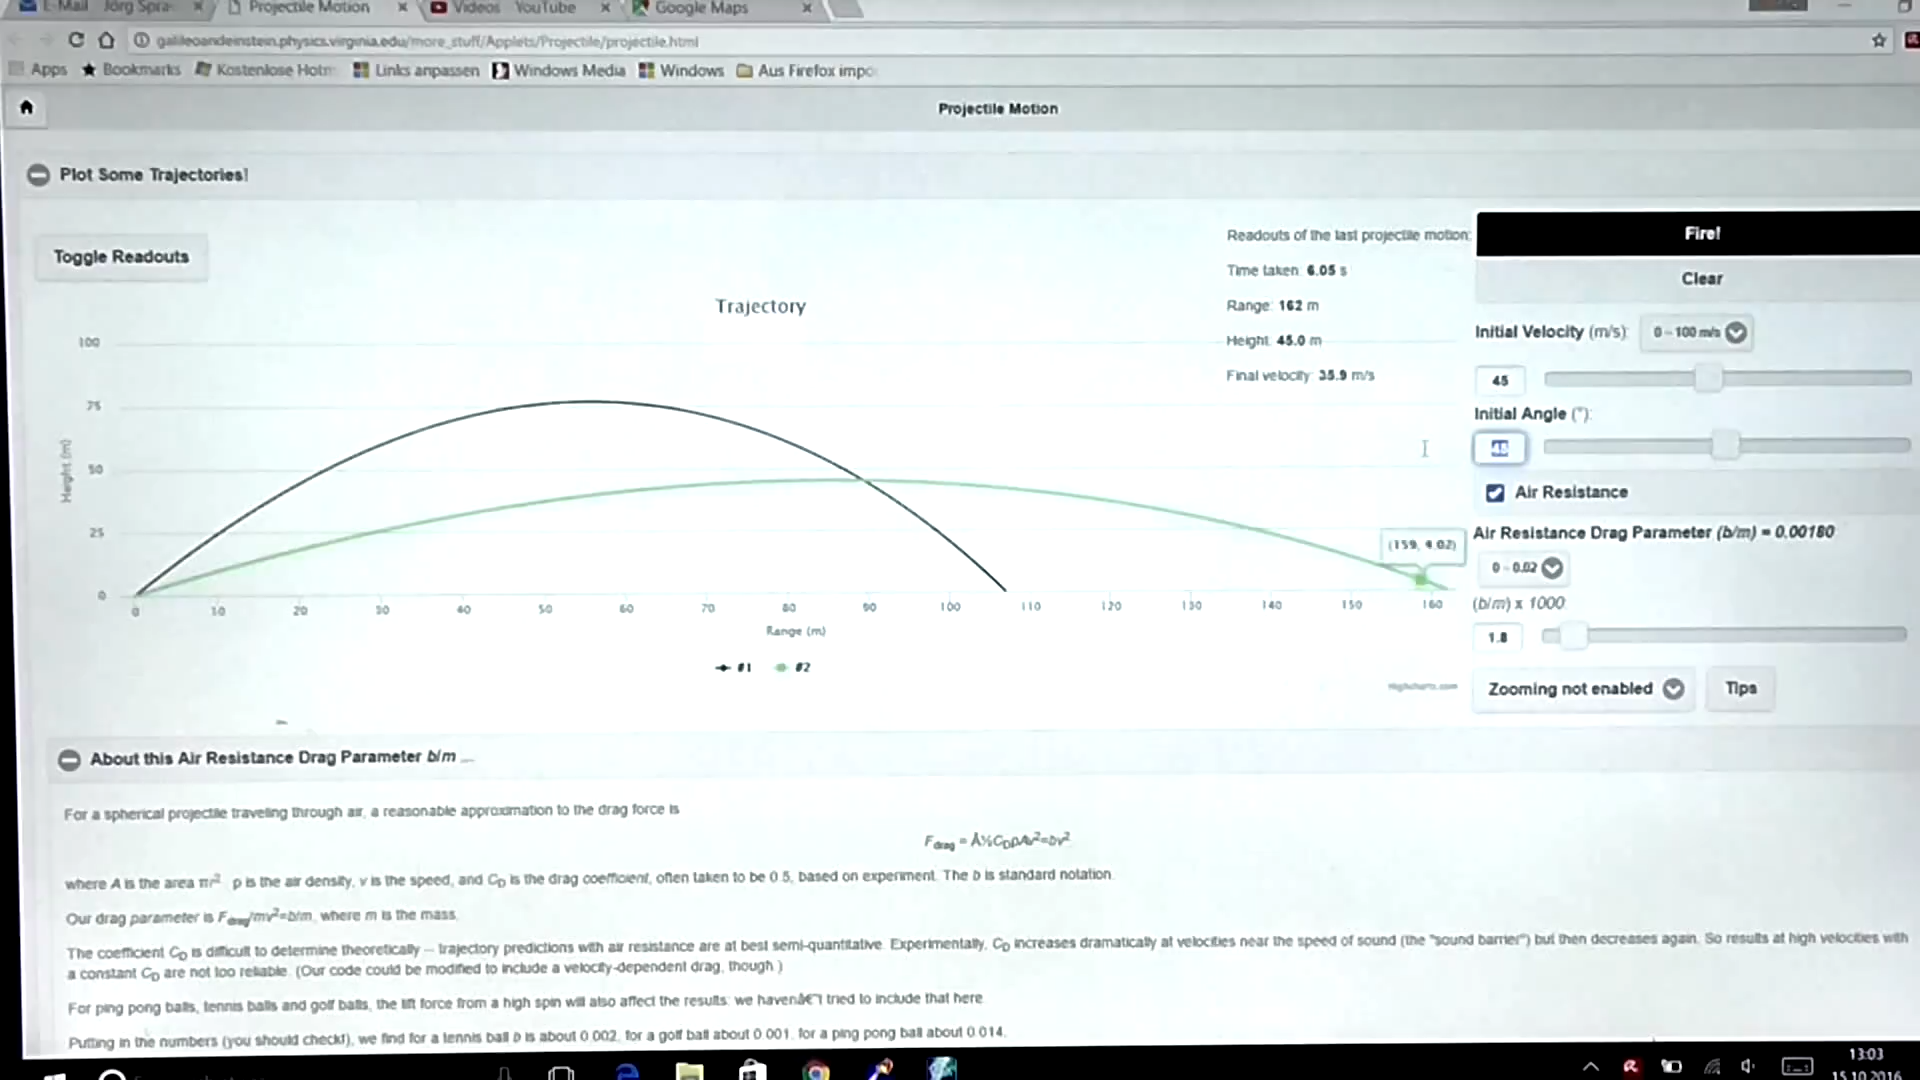 E-Mail Jörg Spra
Projectile Motion
Videos YouTube
Google Maps
galileoandeinstein.physics.virginia.edu/more_stuff/Applets/Projectile/projectile.html
Apps Bookmarks Kostenlose Hotm Links anpassen Windows Media Windows Aus Firefox impo
Projectile Motion
Plot Some Trajectories!
Toggle Readouts
Readouts of the last projectile motion:
Time taken: 6.05 s
Range: 162 m
Height: 45.0 m
Final velocity: 35.9 m/s
Fire!
Clear
Initial Velocity (m/s):
0 - 100 m/s
45
Initial Angle (°):
45
Air Resistance
Air Resistance Drag Parameter (b/m) = 0.00180
0 - 0.02
(b/m) x 1000:
1.8
Zooming not enabled
Tips
Trajectory
Height (m)
100
75
50
25
0
(159, 4.02)
0 10 20 30 40 50 60 70 80 90 100 110 120 130 140 150 160
Range (m)
#1 #2
Highcharts.com
About this Air Resistance Drag Parameter b/m ...
For a spherical projectile traveling through air, a reasonable approximation to the drag force is
F drag = Â½C_DρAv²=bv²
where A is the area πr², ρ is the air density, v is the speed, and C_D is the drag coefficient, often taken to be 0.5, based on experiment. The b is standard notation.
Our drag parameter is F drag/mv²=b/m, where m is the mass.
The coefficient C_D is difficult to determine theoretically -- trajectory predictions with air resistance are at best semi-quantitative. Experimentally, C_D increases dramatically at velocities near the speed of sound (the "sound barrier") but then decreases again. So results at high velocities with
a constant C_D are not too reliable. (Our code could be modified to include a velocity-dependent drag, though.)
For ping pong balls, tennis balls and golf balls, the lift force from a high spin will also affect the results: we havenâ€™t tried to include that here.
Putting in the numbers (you should check!), we find for a tennis ball b is about 0.002, for a golf ball about 0.001, for a ping pong ball about 0.014.
13:03
15.10.2016